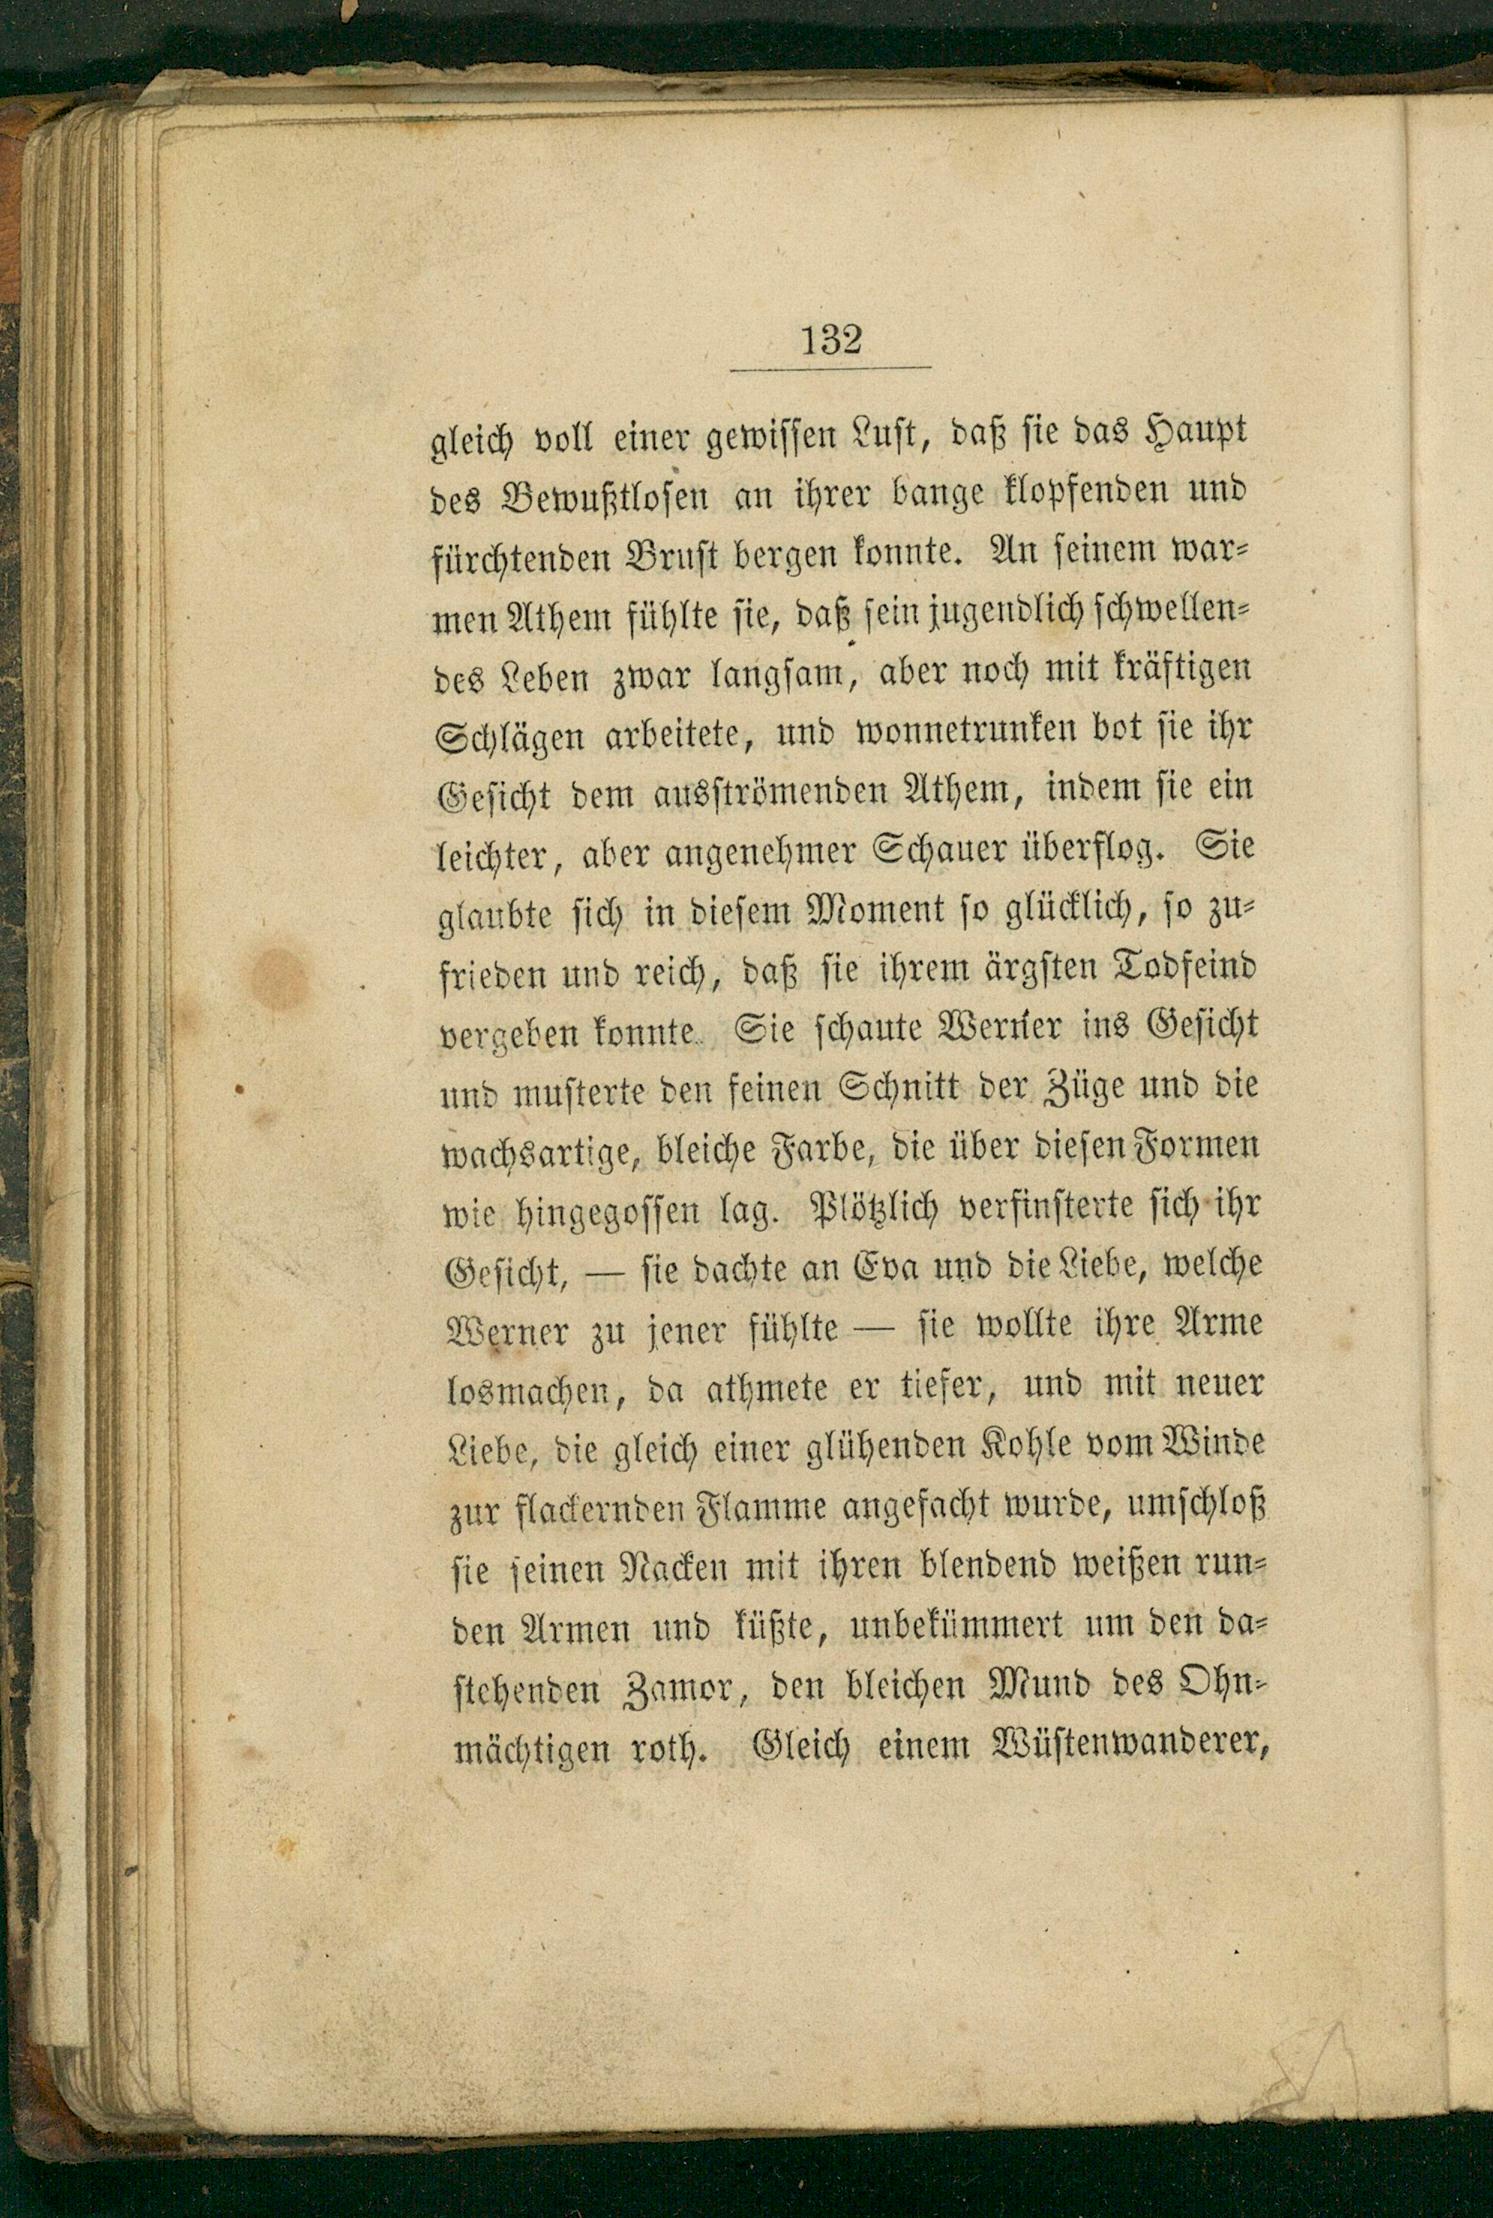 132
gleich voll einer gewissen Lust, daß sie das Haupt
des Bewußtlosen an ihrer bange klopfenden und
fürchtenden Brust bergen konnte. An seinem war-
men Athem fühlte sie, daß sein jugendlich schwellen-
des Leben zwar langsam, aber noch mit kräftigen
Schlägen arbeitete, und wonnetrunken bot sie ihr
Gesicht dem ausströmenden Athem, indem sie ein
leichter, aber angenehmer Schauer überflog. Sie
glaubte sich in diesem Moment so glücklich, so zu-
frieden und reich, daß sie ihrem ärgsten Todfeind
vergeben konnte. Sie schaute Werner ins Gesicht
und musterte den feinen Schnitt der Züge und die
wachsartige, bleiche Farbe, die über diesen Formen
wie hingegossen lag. Plötzlich verfinsterte sich ihr
Gesicht, — sie dachte an Eva und die Liebe, welche
Werner zu jener fühlte — sie wollte ihre Arme
losmachen, da athmete er tiefer, und mit neuer
Liebe, die gleich einer glühenden Kohle vom Winde
zur flackernden Flamme angefacht wurde, umschloß
sie seinen Nacken mit ihren blendend weißen run-
den Armen und küßte, unbekümmert um den da-
stehenden Zamor, den bleichen Mund des Ohn-
mächtigen roth. Gleich einem Wüstenwanderer,